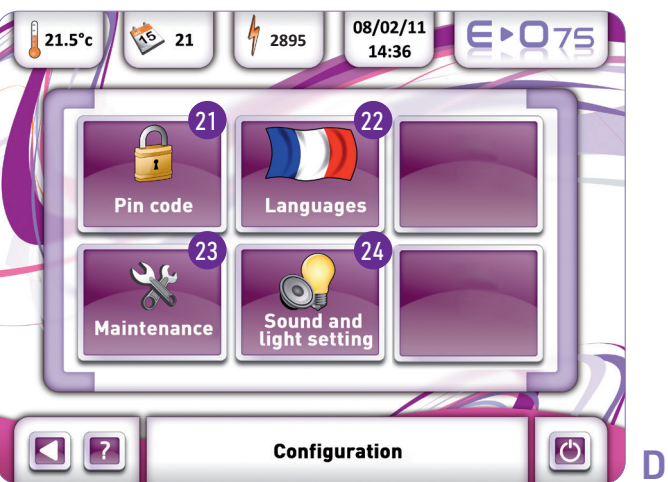 21.5°c
15
21
2895
08/02/11
14:36
E▸O75
21
22
Pin code
Languages
23
24
Maintenance
Sound and
light setting
?
Configuration
D